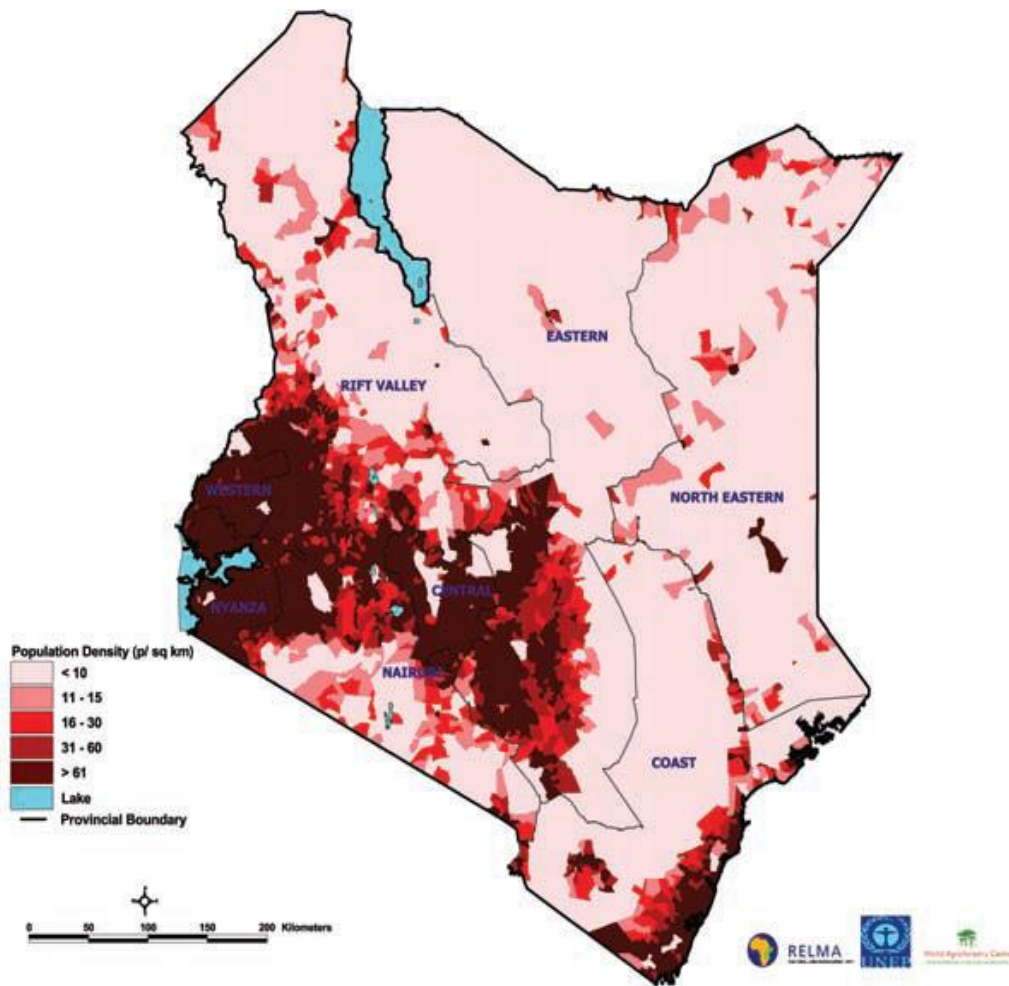 EASTERN
RIFT VALLEY
WESTERN
NORTH EASTERN
CENTRAL
NYANZA
Population Density (p/ sq km)
< 10
11 - 15
16 - 30
31 - 60
> 61
Lake
Provincial Boundary
NAIROBI
COAST
0 50 100 150 200 Kilometers
RELMA
UNEP
World Agroforestry Centre